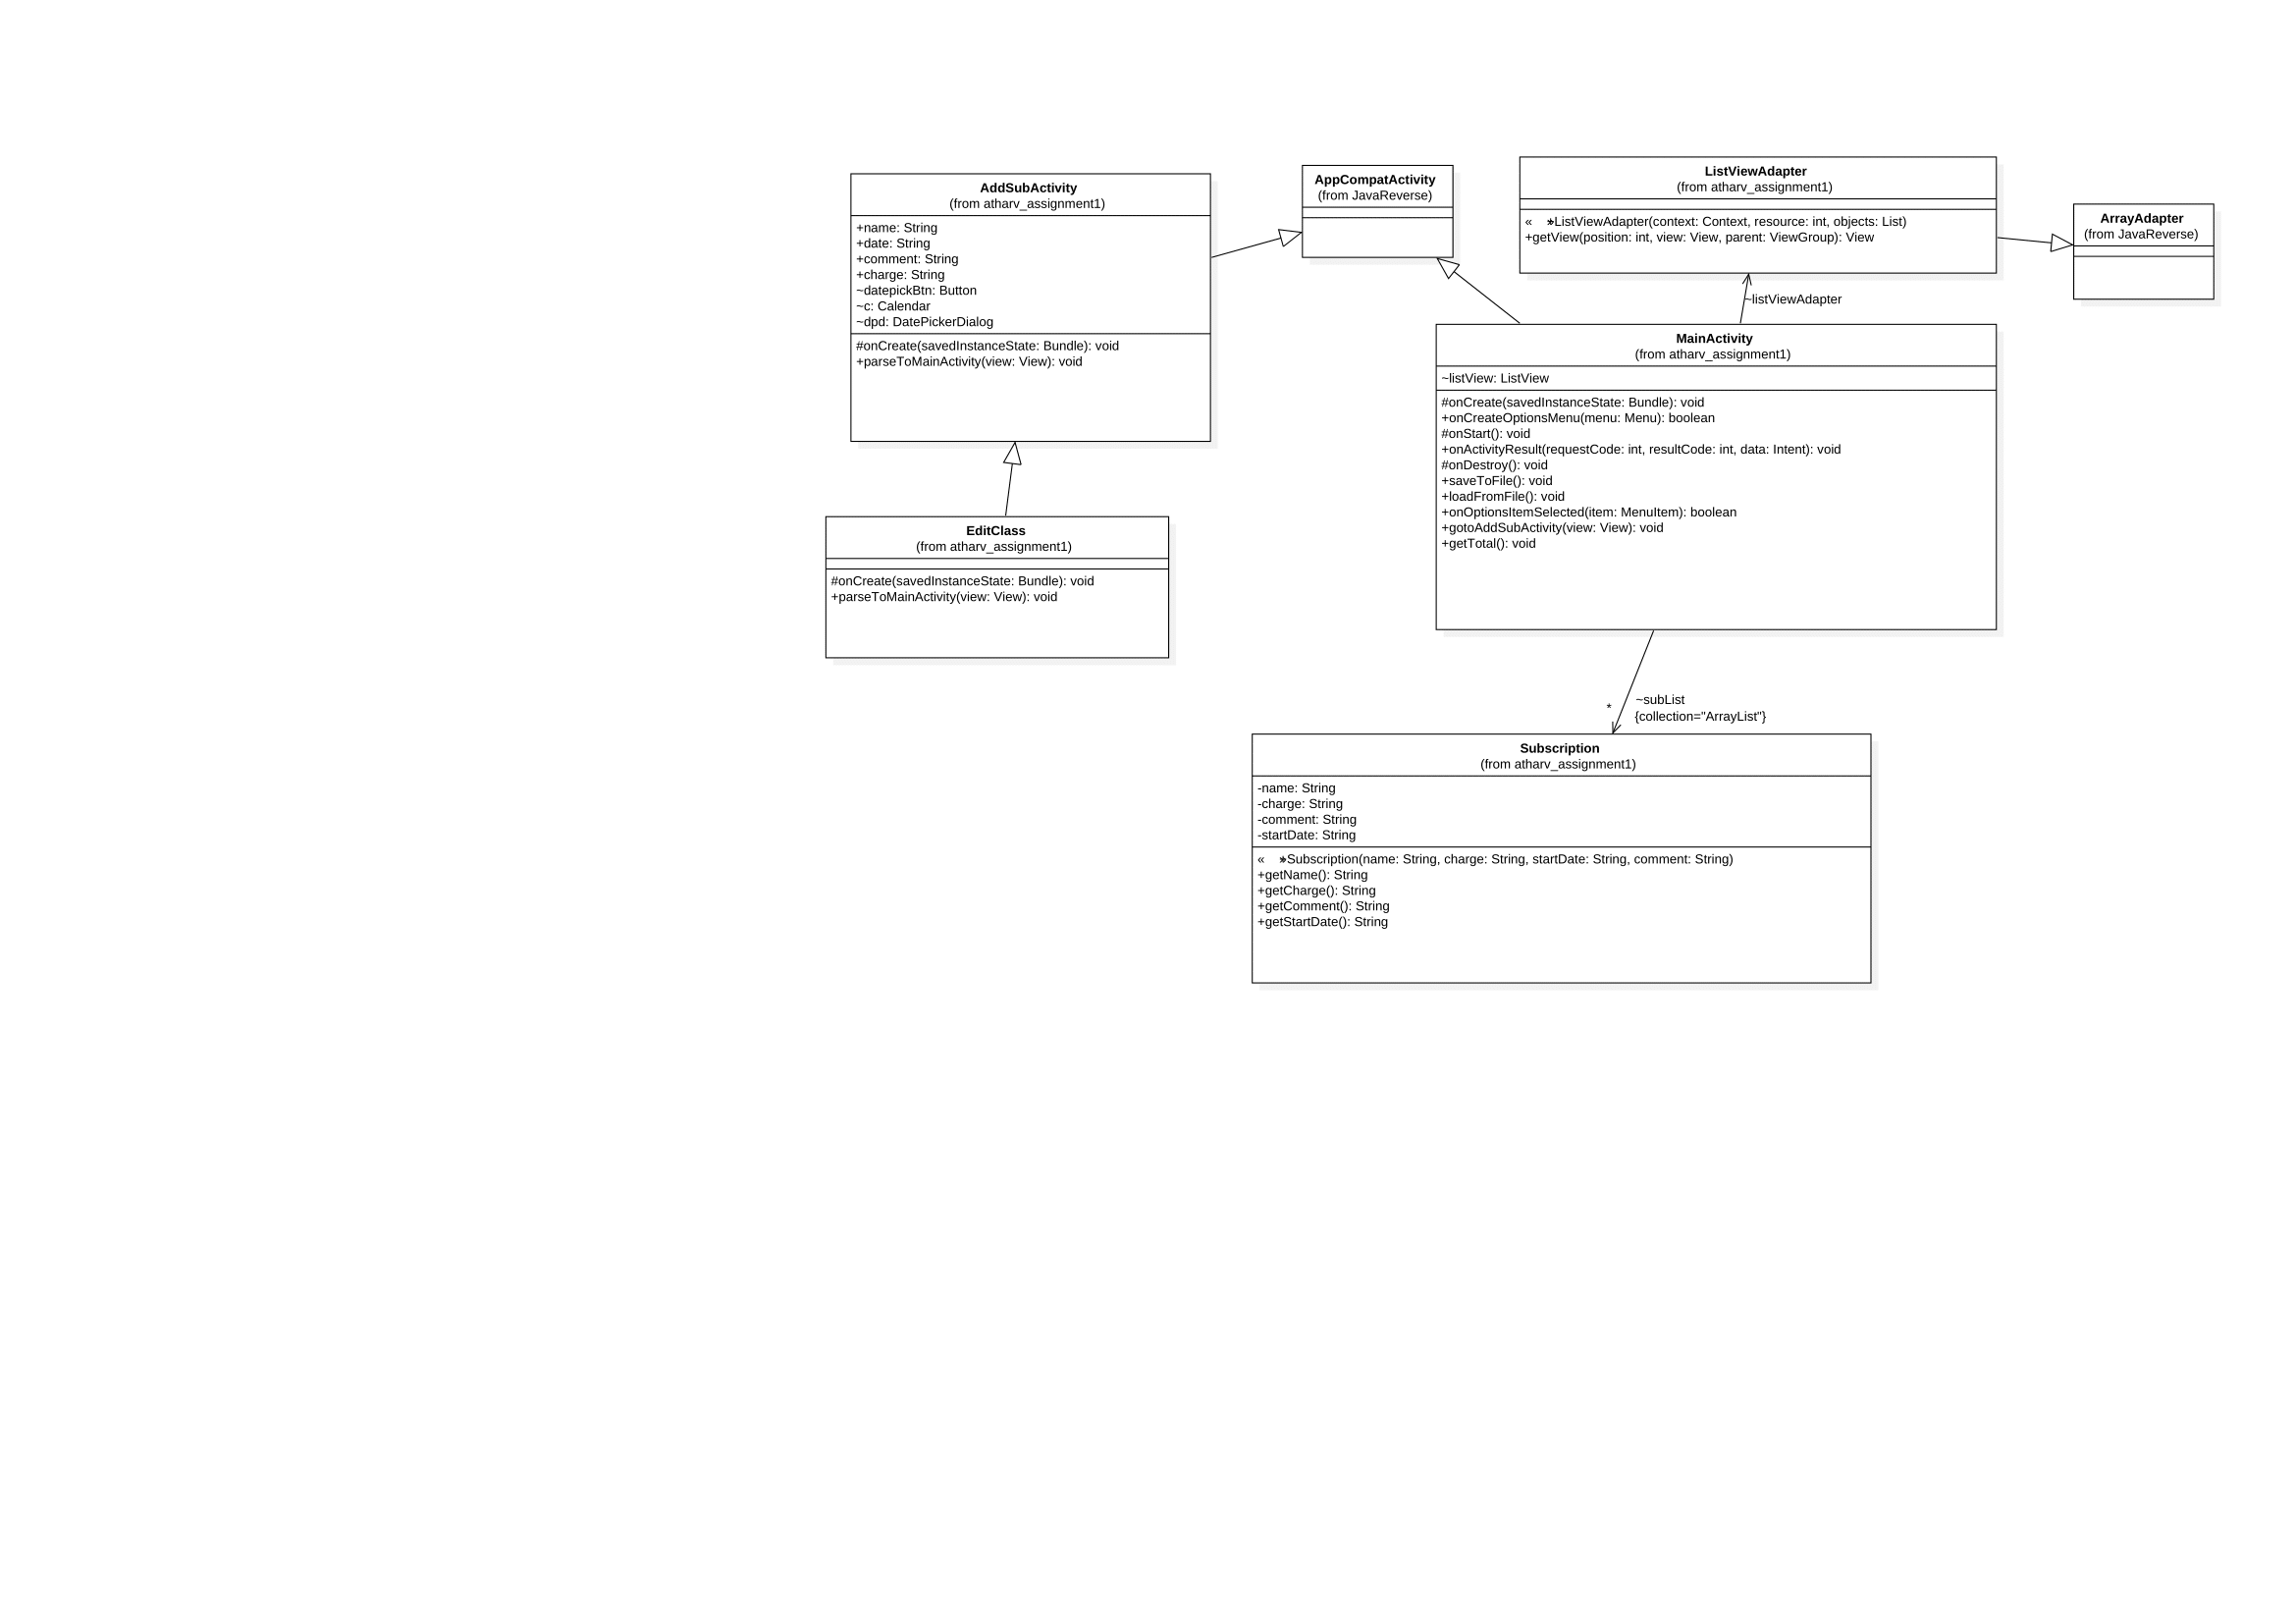 AddSubActivity
(from atharv_assignment1)
+name: String
+date: String
+comment: String
+charge: String
~datepickBtn: Button
~c: Calendar
~dpd: DatePickerDialog
#onCreate(savedInstanceState: Bundle): void
+parseToMainActivity(view: View): void
AppCompatActivity
(from JavaReverse)
ListViewAdapter
(from atharv_assignment1)
« »+ListViewAdapter(context: Context, resource: int, objects: List)
+getView(position: int, view: View, parent: ViewGroup): View
ArrayAdapter
(from JavaReverse)
~listViewAdapter
MainActivity
(from atharv_assignment1)
~listView: ListView
#onCreate(savedInstanceState: Bundle): void
+onCreateOptionsMenu(menu: Menu): boolean
#onStart(): void
+onActivityResult(requestCode: int, resultCode: int, data: Intent): void
#onDestroy(): void
+saveToFile(): void
+loadFromFile(): void
+onOptionsItemSelected(item: MenuItem): boolean
+gotoAddSubActivity(view: View): void
+getTotal(): void
EditClass
(from atharv_assignment1)
#onCreate(savedInstanceState: Bundle): void
+parseToMainActivity(view: View): void
~subList
*
{collection="ArrayList"}
Subscription
(from atharv_assignment1)
-name: String
-charge: String
-comment: String
-startDate: String
« »+Subscription(name: String, charge: String, startDate: String, comment: String)
+getName(): String
+getCharge(): String
+getComment(): String
+getStartDate(): String